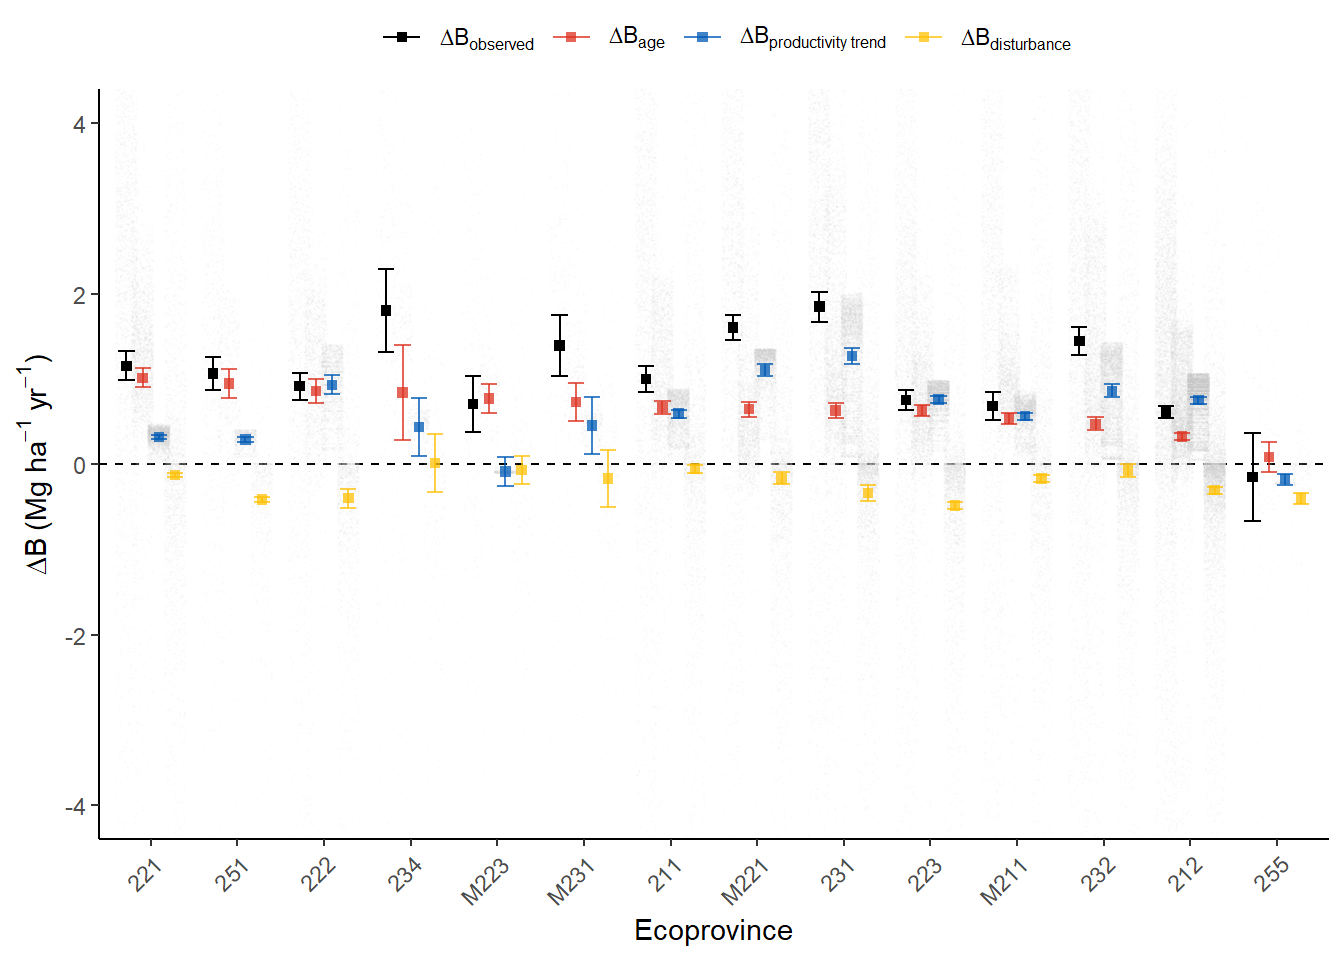 ΔBobserved ΔBage ΔBproductivity trend ΔBdisturbance
4
2
0
-2
-4
ΔB (Mg ha⁻¹ yr⁻¹)
221 251 222 234 M223 M231 211 M221 231 223 M211 232 212 255
Ecoprovince